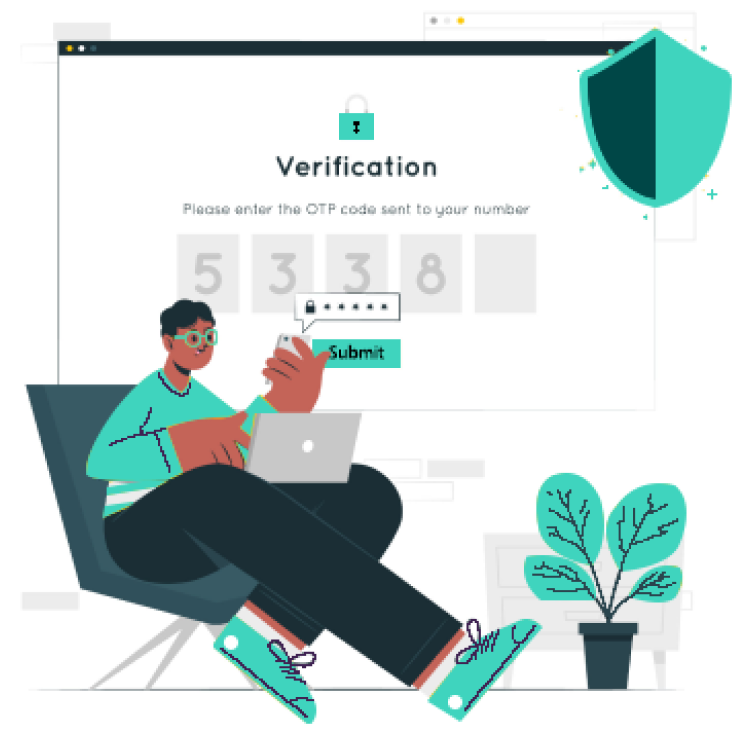 Verification
Please enter the OTP code sent to your number
5 3 3 8
*****
Submit